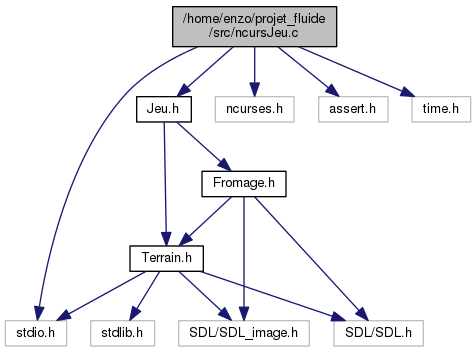 /home/enzo/projet_fluide
/src/ncursJeu.c
Jeu.h
ncurses.h
assert.h
time.h
Fromage.h
Terrain.h
stdio.h
stdlib.h
SDL/SDL_image.h
SDL/SDL.h